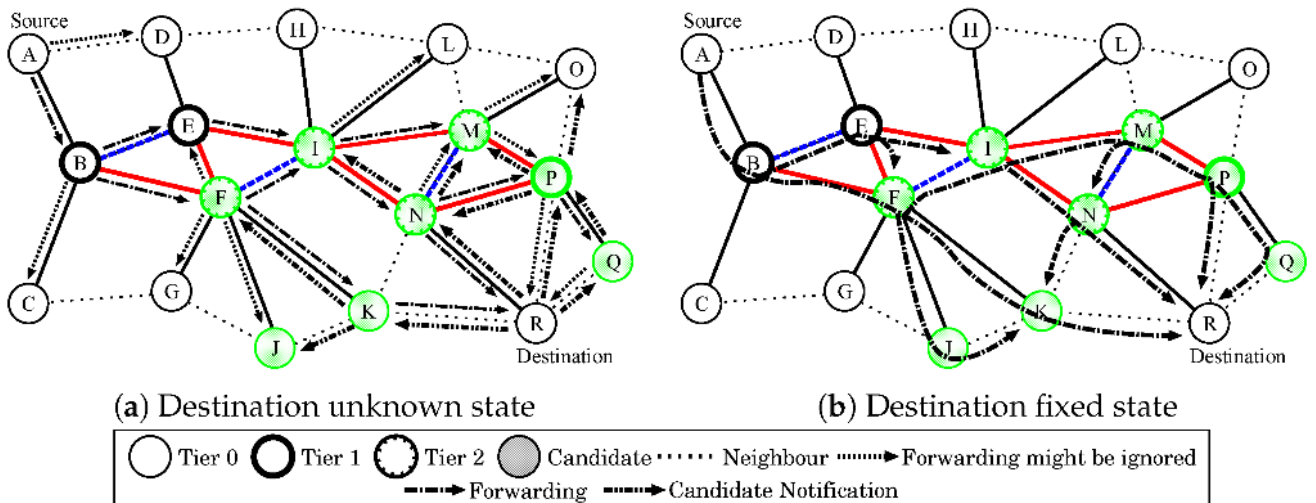 Source
A
D
H
L
O
B
E
I
M
F
N
P
Q
C
G
J
K
R
Destination
(a) Destination unknown state
Source
A
D
H
L
O
B
E
I
M
F
N
P
Q
C
G
J
K
R
Destination
(b) Destination fixed state
Tier 0 Tier 1 Tier 2 Candidate Neighbour Forwarding might be ignored
Forwarding Candidate Notification